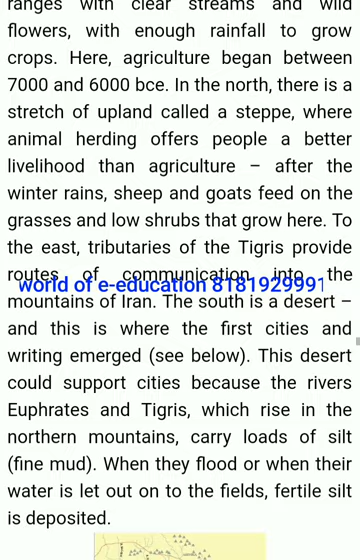 ranges with clear streams and wild
flowers, with enough rainfall to grow
crops. Here, agriculture began between
7000 and 6000 bce. In the north, there is a
stretch of upland called a steppe, where
animal herding offers people a better
livelihood than agriculture – after the
winter rains, sheep and goats feed on the
grasses and low shrubs that grow here. To
the east, tributaries of the Tigris provide
routes of communication into the
world of e-education 8181929991
mountains of Iran. The south is a desert –
and this is where the first cities and
writing emerged (see below). This desert
could support cities because the rivers
Euphrates and Tigris, which rise in the
northern mountains, carry loads of silt
(fine mud). When they flood or when their
water is let out on to the fields, fertile silt
is deposited.